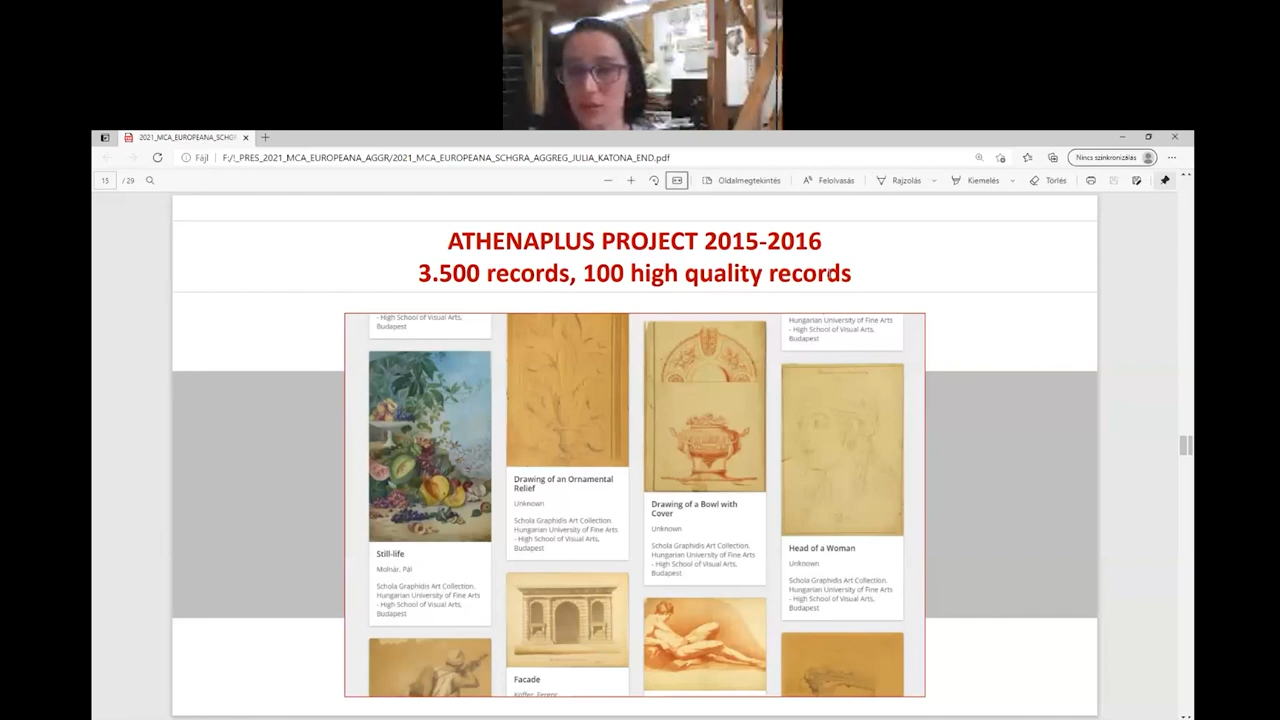 2021_MCA_EUROPEANA_SCHGR
Fájl
F:/!_PRES_2021_MCA_EUROPEANA_AGGR/2021_MCA_EUROPEANA_SCHGRA_AGGREG_JULIA_KATONA_END.pdf
Nincs szinkronizálás
15 / 29
Oldalmegtekintés
Felolvasás
Rajzolás
Kiemelés
Törlés
ATHENAPLUS PROJECT 2015-2016
3.500 records, 100 high quality records
- High School of Visual Arts,
Budapest
Still-life
Molnár, Pál
Schola Graphidis Art Collection.
Hungarian University of Fine Arts
- High School of Visual Arts,
Budapest
Drawing of an Ornamental
Relief
Unknown
Schola Graphidis Art Collection.
Hungarian University of Fine Arts
- High School of Visual Arts,
Budapest
Facade
Koffer, Ferenc
Drawing of a Bowl with
Cover
Unknown
Schola Graphidis Art Collection.
Hungarian University of Fine Arts
- High School of Visual Arts,
Budapest
Hungarian University of Fine Arts
- High School of Visual Arts,
Budapest
Head of a Woman
Unknown
Schola Graphidis Art Collection.
Hungarian University of Fine Arts
- High School of Visual Arts,
Budapest